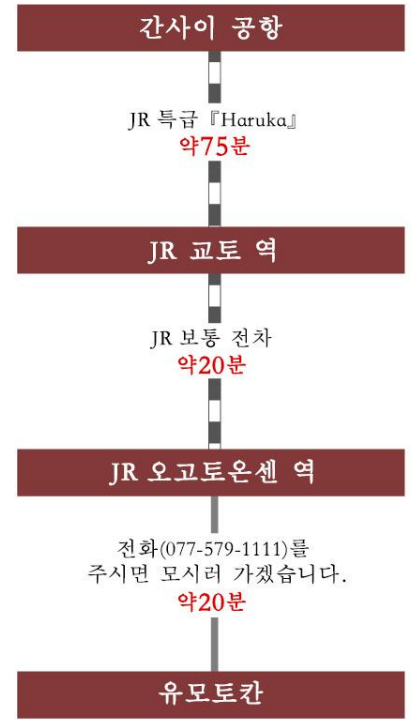 간사이 공항
JR 특급『Haruka』
약75분
JR 교토 역
JR 보통 전차
약20분
JR 오고토온센 역
전화(077-579-1111)를
주시면 모시러 가겠습니다.
약20분
유모토칸